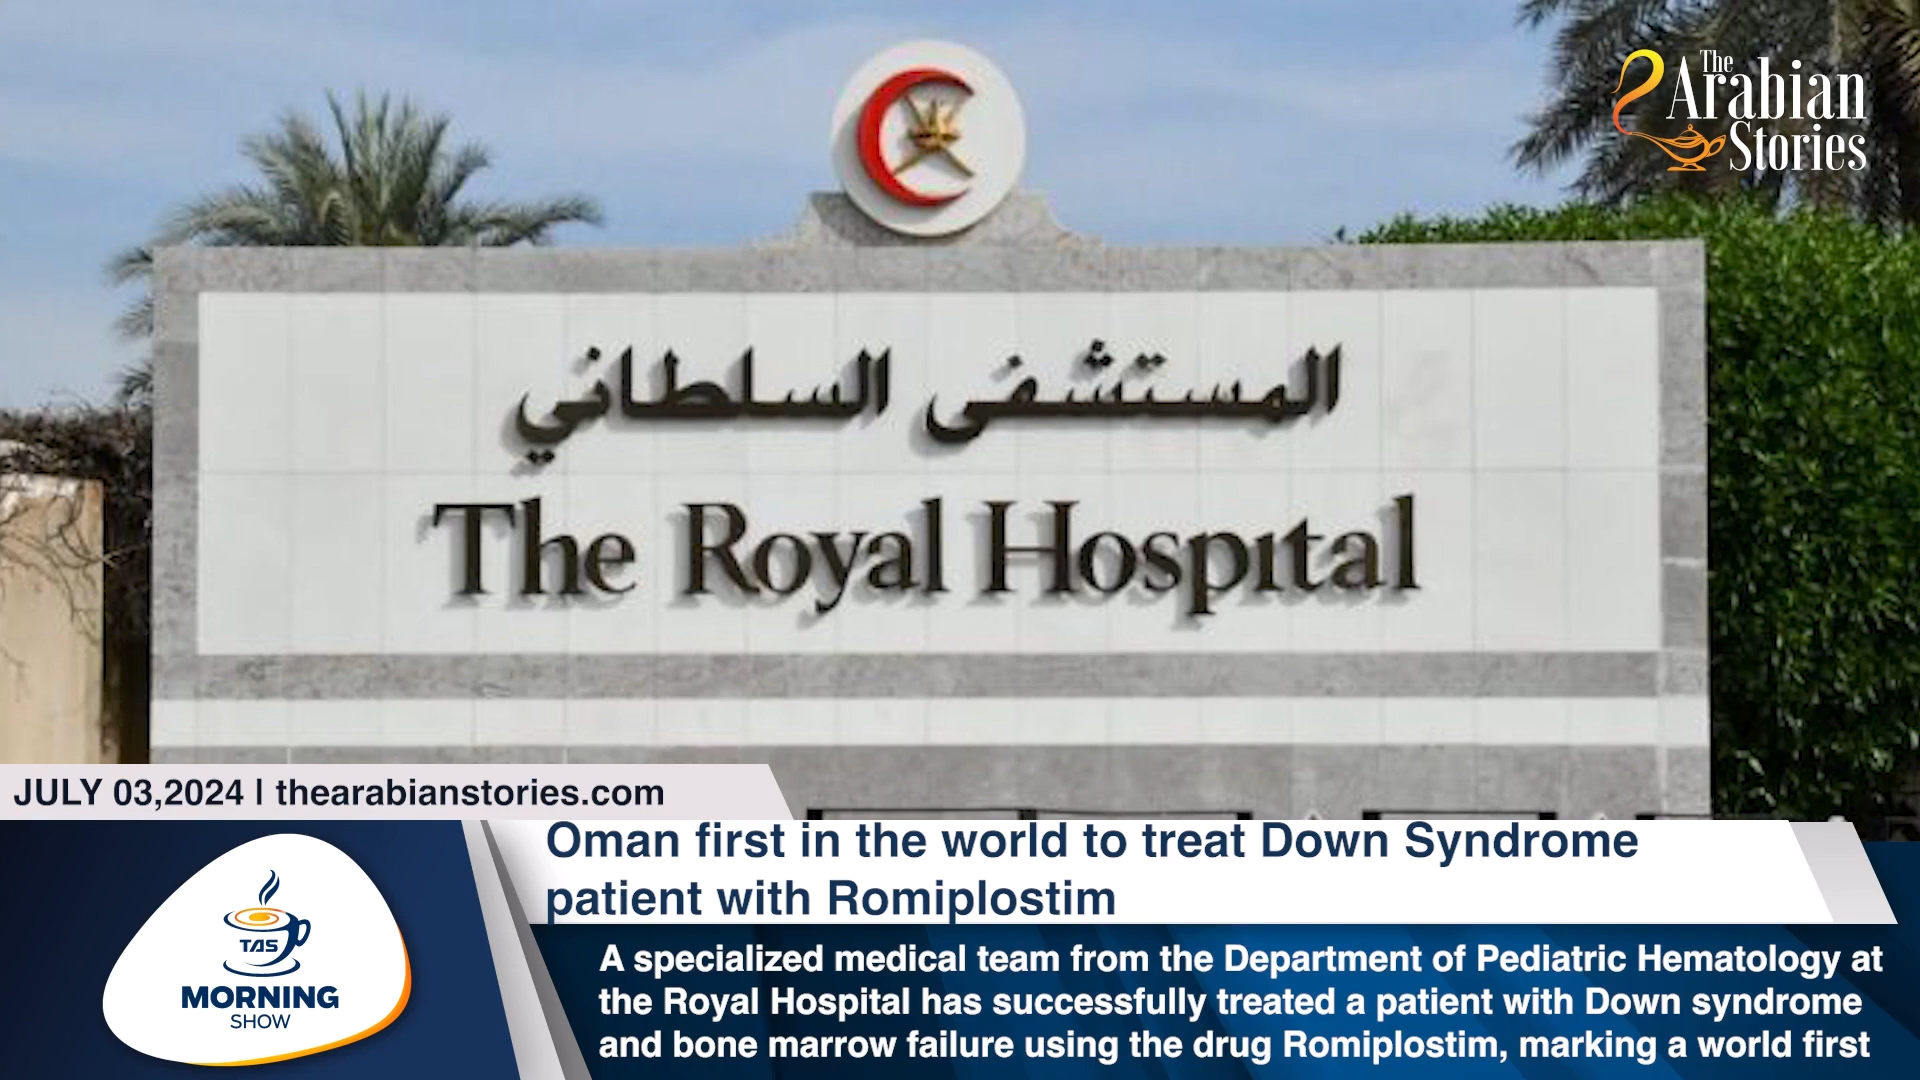 The
Arabian
Stories
المستشفى السلطاني
The Royal Hospital
JULY 03,2024 | thearabianstories.com
Oman first in the world to treat Down Syndrome
patient with Romiplostim
TAS
MORNING
SHOW
A specialized medical team from the Department of Pediatric Hematology at
the Royal Hospital has successfully treated a patient with Down syndrome
and bone marrow failure using the drug Romiplostim, marking a world first